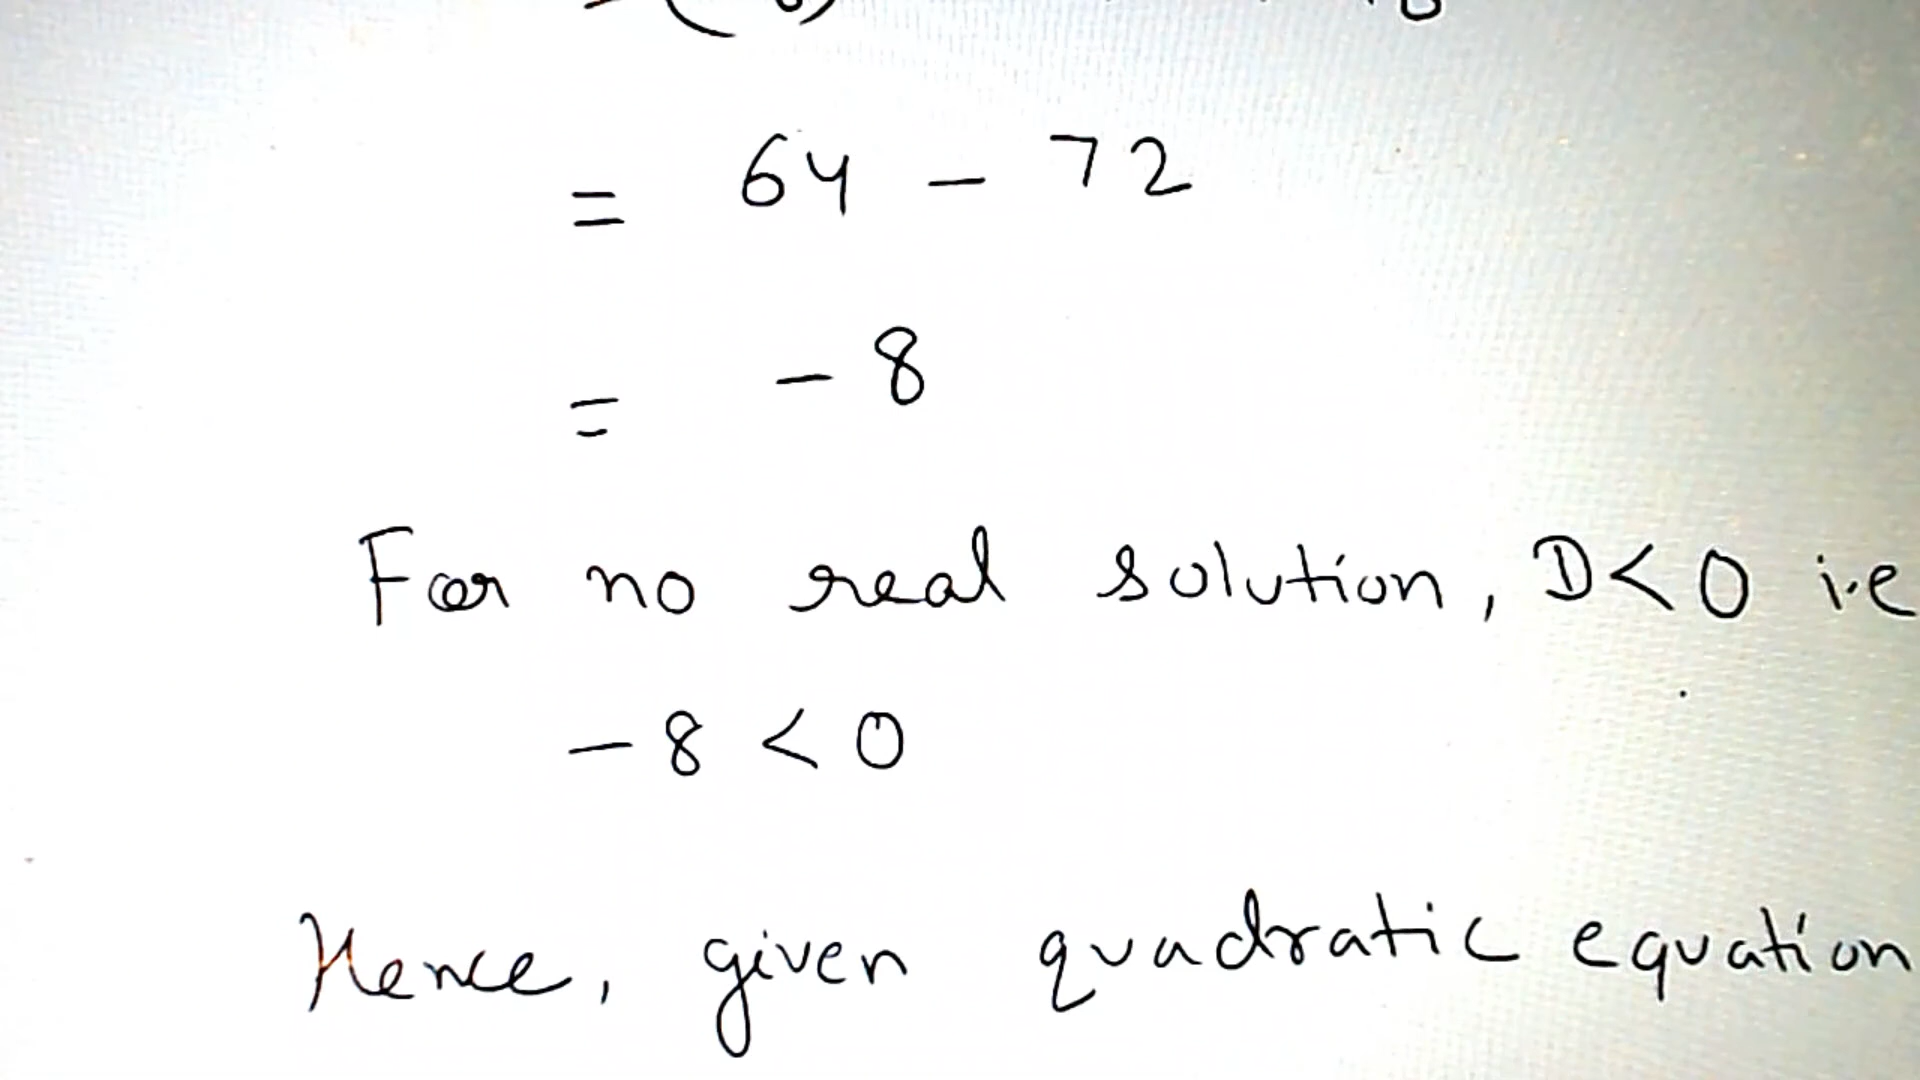 = 64 - 72
= - 8
For no real solution, D < 0 i.e
- 8 < 0
Hence, given quadratic equation